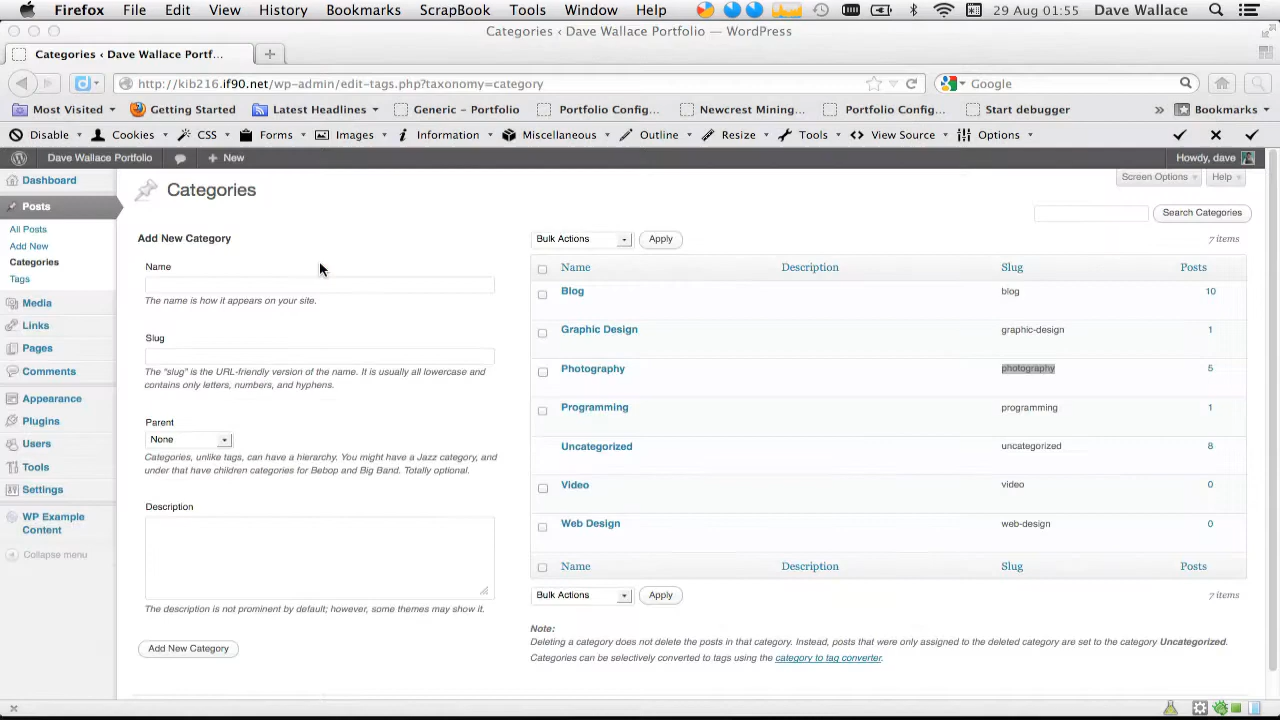 Firefox File Edit View History Bookmarks ScrapBook Tools Window Help 29 Aug 01:55 Dave Wallace
Categories ‹ Dave Wallace Portfolio — WordPress
Categories ‹ Dave Wallace Portf...
http://kib216.if90.net/wp-admin/edit-tags.php?taxonomy=category Google
Most Visited Getting Started Latest Headlines Generic – Portfolio Portfolio Config... Newcrest Mining... Portfolio Config... Start debugger » Bookmarks
Disable Cookies CSS Forms Images Information Miscellaneous Outline Resize Tools View Source Options
Dave Wallace Portfolio + New Howdy, dave
Dashboard
Posts
All Posts
Add New
Categories
Tags
Media
Links
Pages
Comments
Appearance
Plugins
Users
Tools
Settings
WP Example
Content
Collapse menu
Screen Options Help
Categories
Search Categories
Add New Category
Name
The name is how it appears on your site.
Slug
The “slug” is the URL-friendly version of the name. It is usually all lowercase and
contains only letters, numbers, and hyphens.
Parent
None
Categories, unlike tags, can have a hierarchy. You might have a Jazz category, and
under that have children categories for Bebop and Big Band. Totally optional.
Description
The description is not prominent by default; however, some themes may show it.
Add New Category
Bulk Actions Apply 7 items
Name Description Slug Posts
Blog blog 10
Graphic Design graphic-design 1
Photography photography 5
Programming programming 1
Uncategorized uncategorized 8
Video video 0
Web Design web-design 0
Name Description Slug Posts
Bulk Actions Apply 7 items
Note:
Deleting a category does not delete the posts in that category. Instead, posts that were only assigned to the deleted category are set to the category Uncategorized.
Categories can be selectively converted to tags using the category to tag converter.